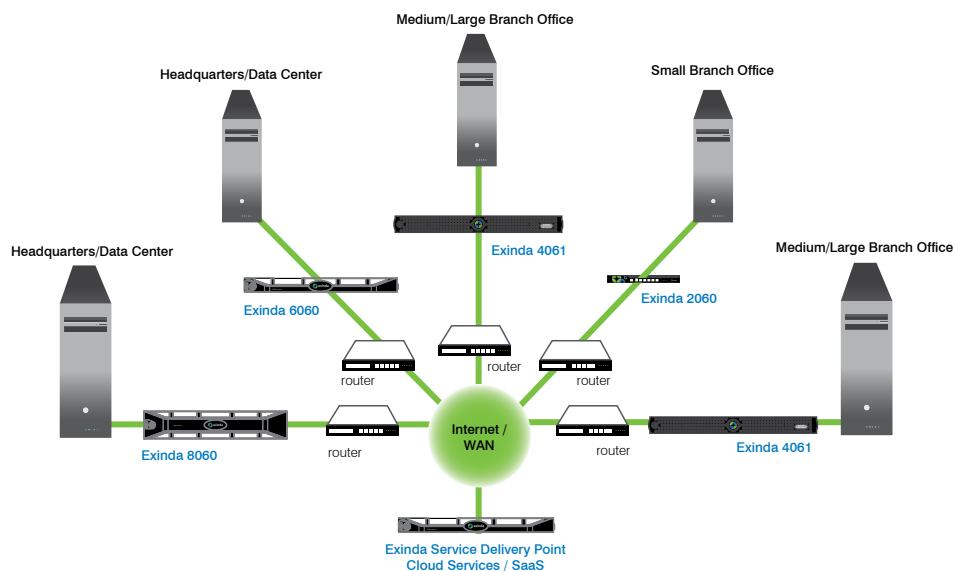 Medium/Large Branch Office
Headquarters/Data Center
Small Branch Office
Headquarters/Data Center
Exinda 4061
Medium/Large Branch Office
Exinda 6060
Exinda 2060
router
router
router
Internet /
WAN
Exinda 8060
router
router
Exinda 4061
Exinda Service Delivery Point
Cloud Services / SaaS